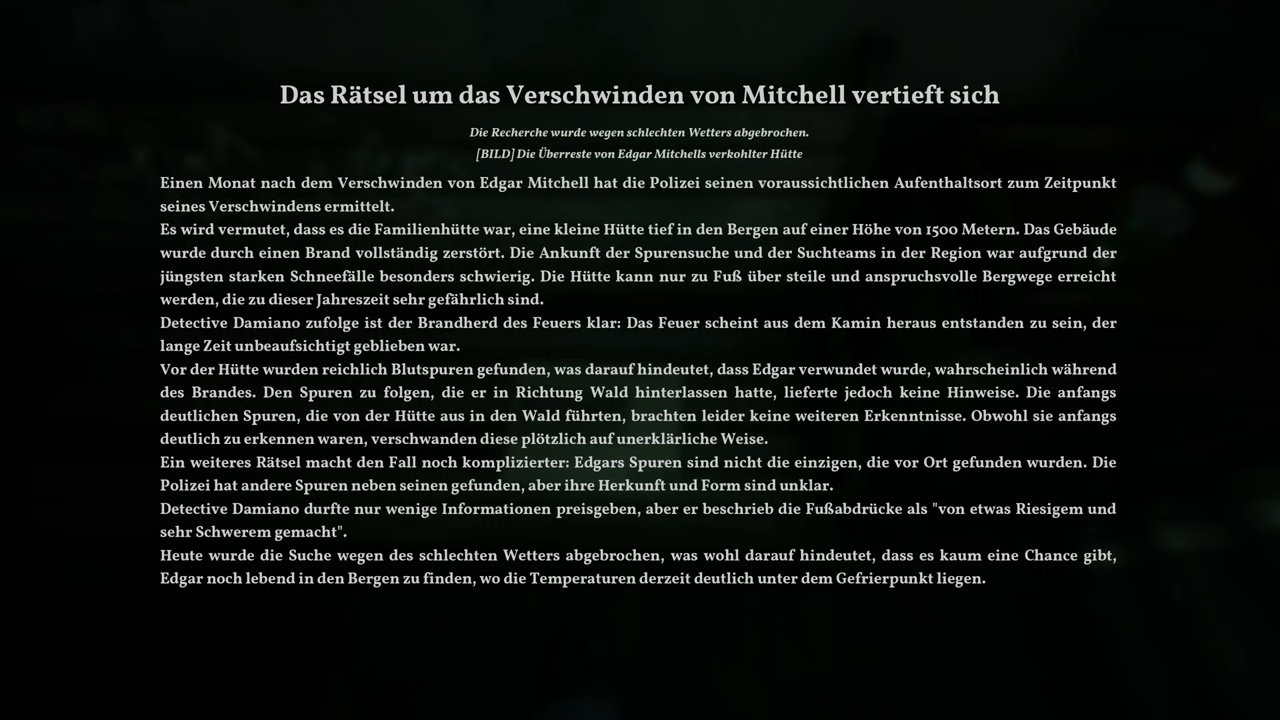 Das Rätsel um das Verschwinden von Mitchell vertieft sich
Die Recherche wurde wegen schlechten Wetters abgebrochen.
[BILD] Die Überreste von Edgar Mitchells verkohlter Hütte
Einen Monat nach dem Verschwinden von Edgar Mitchell hat die Polizei seinen voraussichtlichen Aufenthaltsort zum Zeitpunkt
seines Verschwindens ermittelt.
Es wird vermutet, dass es die Familienhütte war, eine kleine Hütte tief in den Bergen auf einer Höhe von 1500 Metern. Das Gebäude
wurde durch einen Brand vollständig zerstört. Die Ankunft der Spurensuche und der Suchteams in der Region war aufgrund der
jüngsten starken Schneefälle besonders schwierig. Die Hütte kann nur zu Fuß über steile und anspruchsvolle Bergwege erreicht
werden, die zu dieser Jahreszeit sehr gefährlich sind.
Detective Damiano zufolge ist der Brandherd des Feuers klar: Das Feuer scheint aus dem Kamin heraus entstanden zu sein, der
lange Zeit unbeaufsichtigt geblieben war.
Vor der Hütte wurden reichlich Blutspuren gefunden, was darauf hindeutet, dass Edgar verwundet wurde, wahrscheinlich während
des Brandes. Den Spuren zu folgen, die er in Richtung Wald hinterlassen hatte, lieferte jedoch keine Hinweise. Die anfangs
deutlichen Spuren, die von der Hütte aus in den Wald führten, brachten leider keine weiteren Erkenntnisse. Obwohl sie anfangs
deutlich zu erkennen waren, verschwanden diese plötzlich auf unerklärliche Weise.
Ein weiteres Rätsel macht den Fall noch komplizierter: Edgars Spuren sind nicht die einzigen, die vor Ort gefunden wurden. Die
Polizei hat andere Spuren neben seinen gefunden, aber ihre Herkunft und Form sind unklar.
Detective Damiano durfte nur wenige Informationen preisgeben, aber er beschrieb die Fußabdrücke als "von etwas Riesigem und
sehr Schwerem gemacht".
Heute wurde die Suche wegen des schlechten Wetters abgebrochen, was wohl darauf hindeutet, dass es kaum eine Chance gibt,
Edgar noch lebend in den Bergen zu finden, wo die Temperaturen derzeit deutlich unter dem Gefrierpunkt liegen.